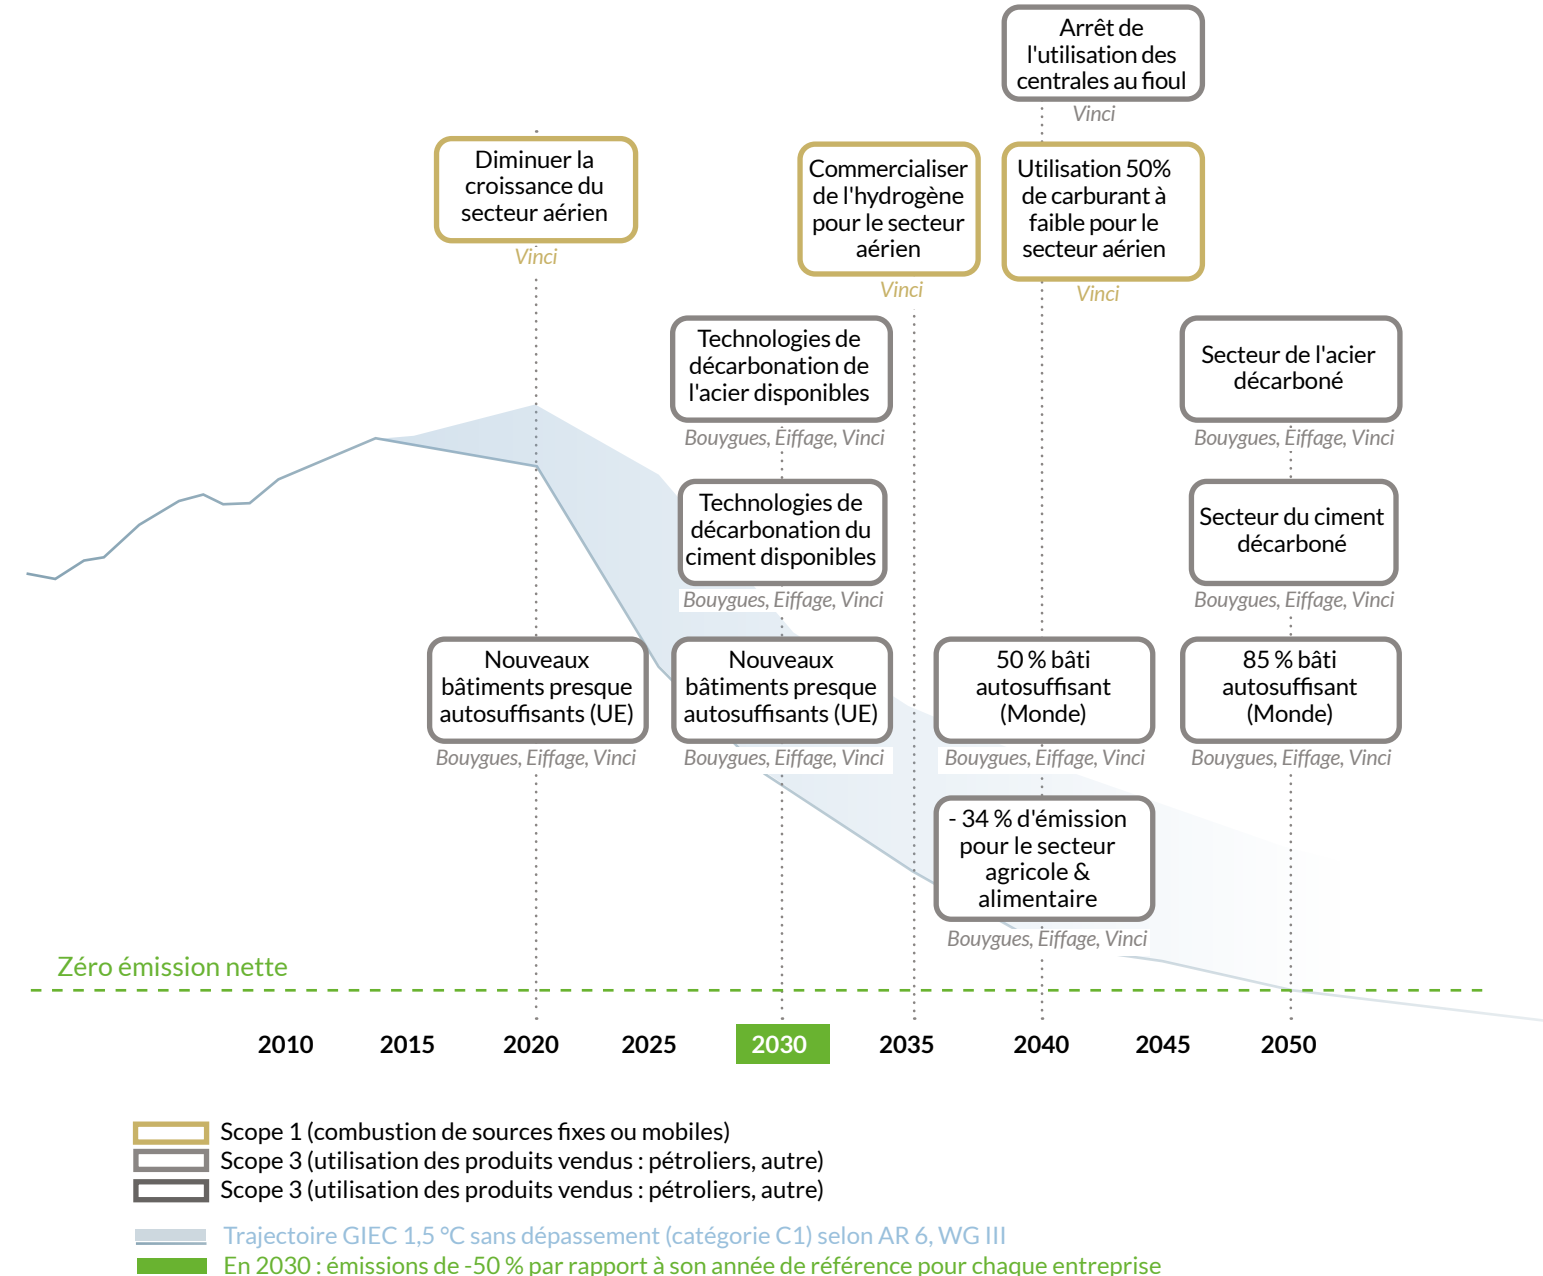 Arrêt de
l'utilisation des
centrales au fioul
Vinci
Diminuer la
croissance du
secteur aérien
Vinci
Commercialiser
de l'hydrogène
pour le secteur
aérien
Vinci
Utilisation 50%
de carburant à
faible pour le
secteur aérien
Vinci
Technologies de
décarbonation de
l'acier disponibles
Bouygues, Eiffage, Vinci
Secteur de l'acier
décarboné
Bouygues, Eiffage, Vinci
Technologies de
décarbonation du
ciment disponibles
Bouygues, Eiffage, Vinci
Secteur du ciment
décarboné
Bouygues, Eiffage, Vinci
Nouveaux
bâtiments presque
autosuffisants (UE)
Bouygues, Eiffage, Vinci
Nouveaux
bâtiments presque
autosuffisants (UE)
Bouygues, Eiffage, Vinci
50 % bâti
autosuffisant
(Monde)
Bouygues, Eiffage, Vinci
85 % bâti
autosuffisant
(Monde)
Bouygues, Eiffage, Vinci
- 34 % d'émission
pour le secteur
agricole &
alimentaire
Bouygues, Eiffage, Vinci
Zéro émission nette
2010 2015 2020 2025 2030 2035 2040 2045 2050
Scope 1 (combustion de sources fixes ou mobiles)
Scope 3 (utilisation des produits vendus : pétroliers, autre)
Scope 3 (utilisation des produits vendus : pétroliers, autre)
Trajectoire GIEC 1,5 °C sans dépassement (catégorie C1) selon AR 6, WG III
En 2030 : émissions de -50 % par rapport à son année de référence pour chaque entreprise